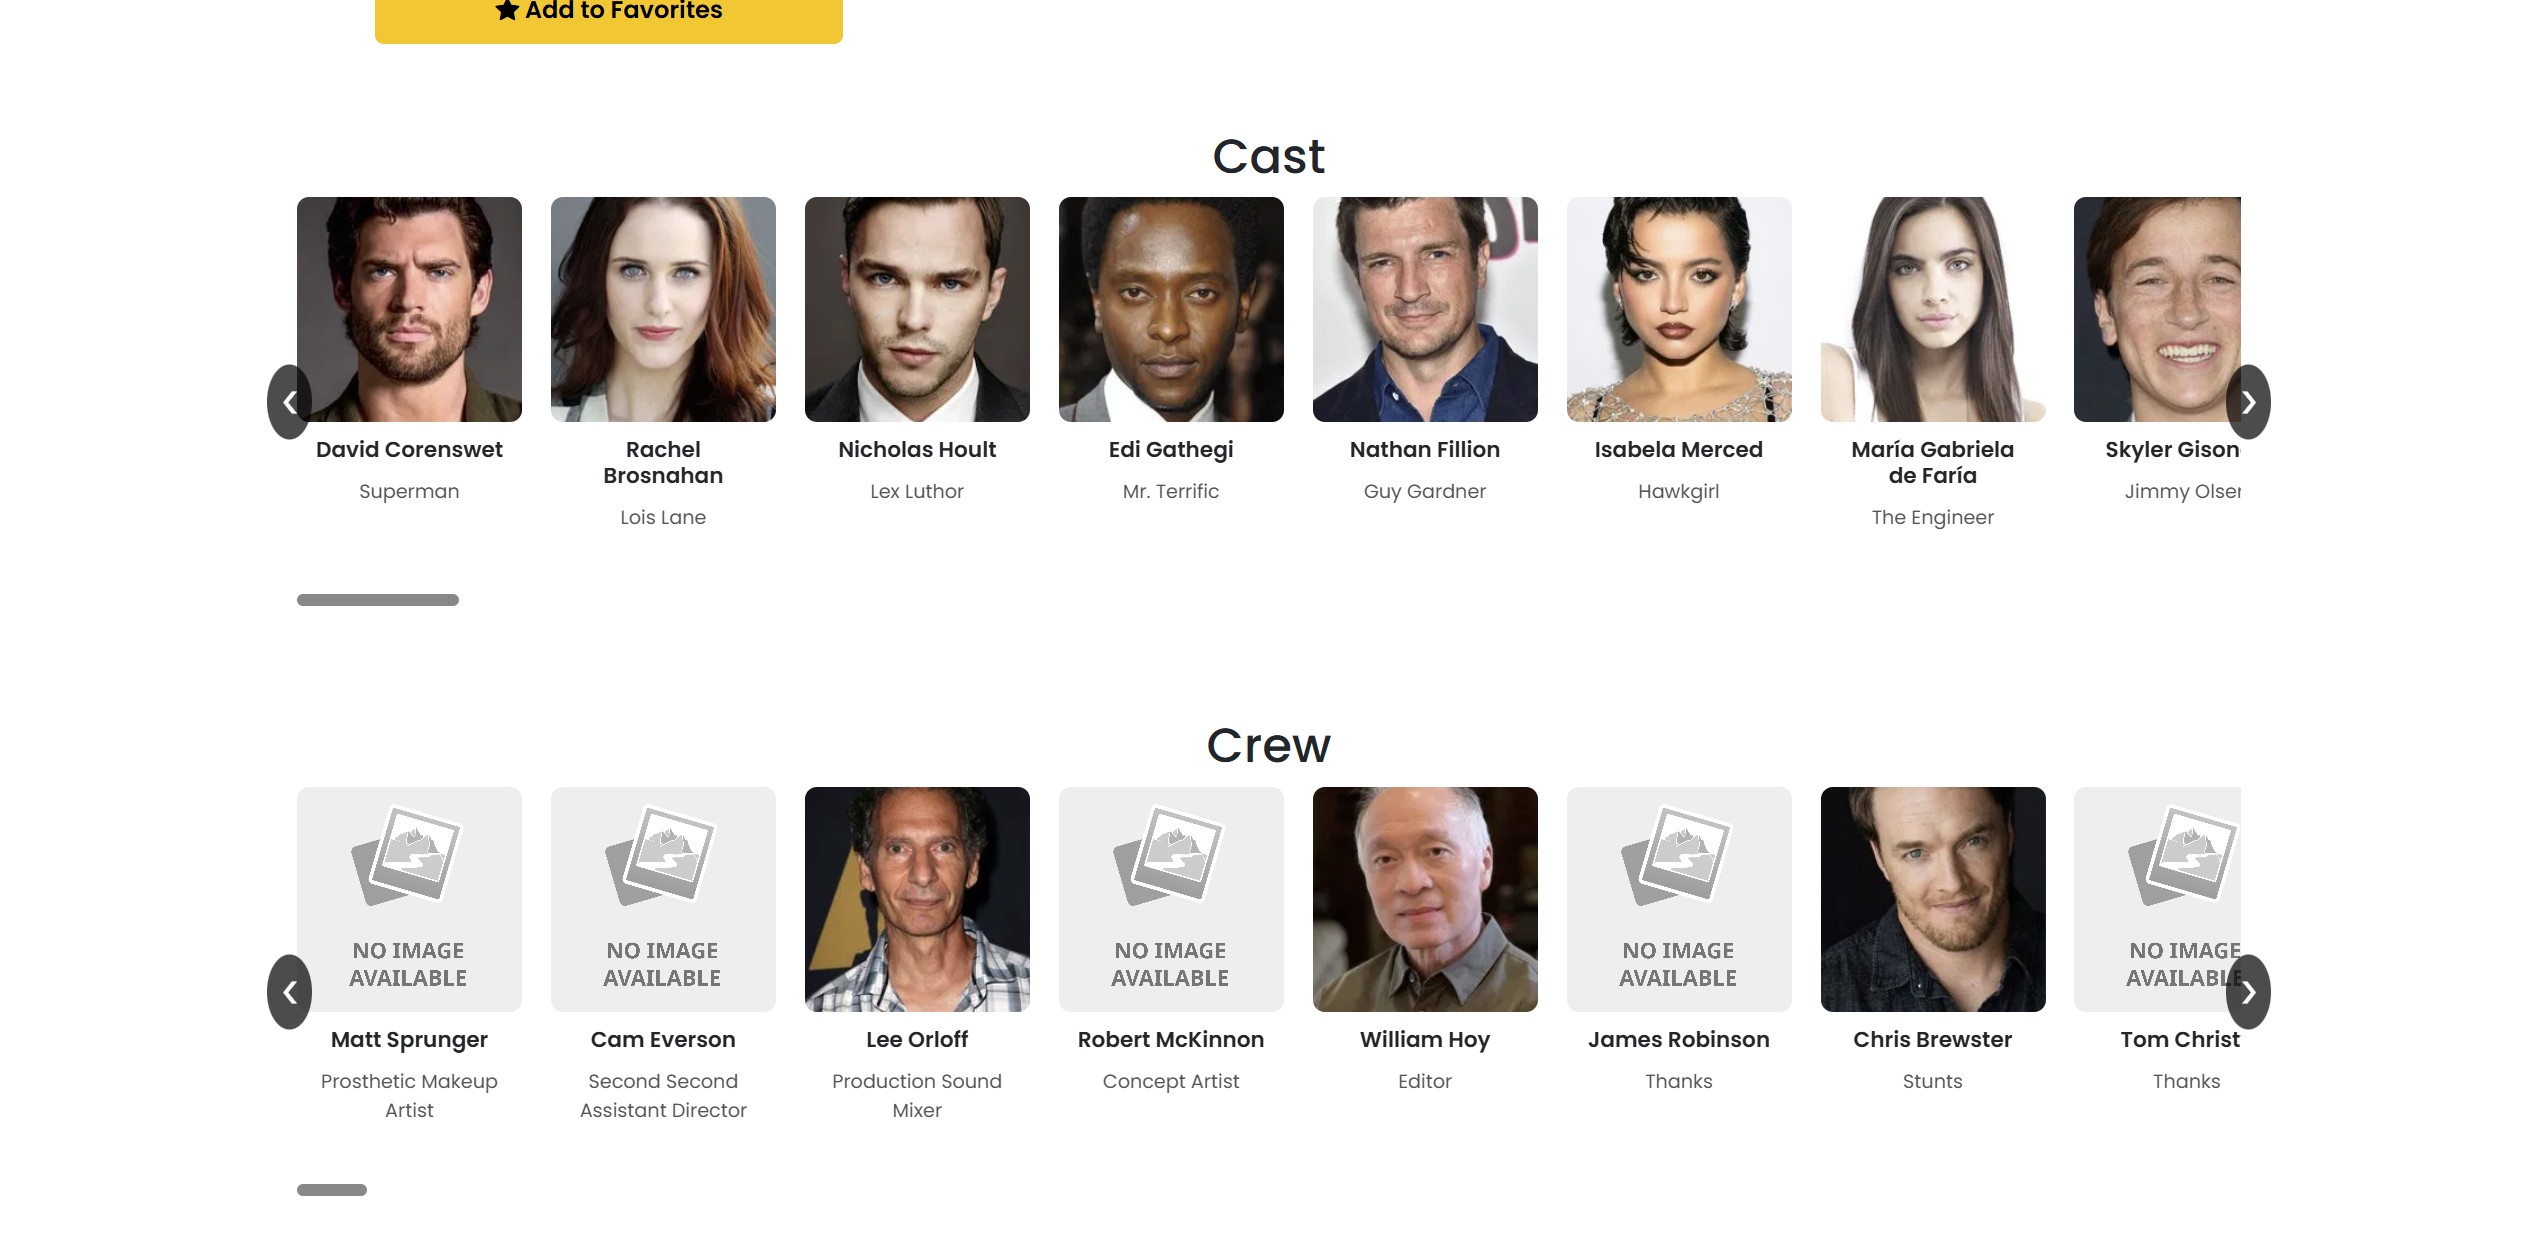 Add to Favorites
Cast
David Corenswet
Superman
Rachel
Brosnahan
Lois Lane
Nicholas Hoult
Lex Luthor
Edi Gathegi
Mr. Terrific
Nathan Fillion
Guy Gardner
Isabela Merced
Hawkgirl
María Gabriela
de Faría
The Engineer
Skyler Gison
Jimmy Olsen
Crew
NO IMAGE
AVAILABLE
Matt Sprunger
Prosthetic Makeup
Artist
NO IMAGE
AVAILABLE
Cam Everson
Second Second
Assistant Director
Lee Orloff
Production Sound
Mixer
NO IMAGE
AVAILABLE
Robert McKinnon
Concept Artist
William Hoy
Editor
NO IMAGE
AVAILABLE
James Robinson
Thanks
Chris Brewster
Stunts
NO IMAGE
AVAILABLE
Tom Christ
Thanks